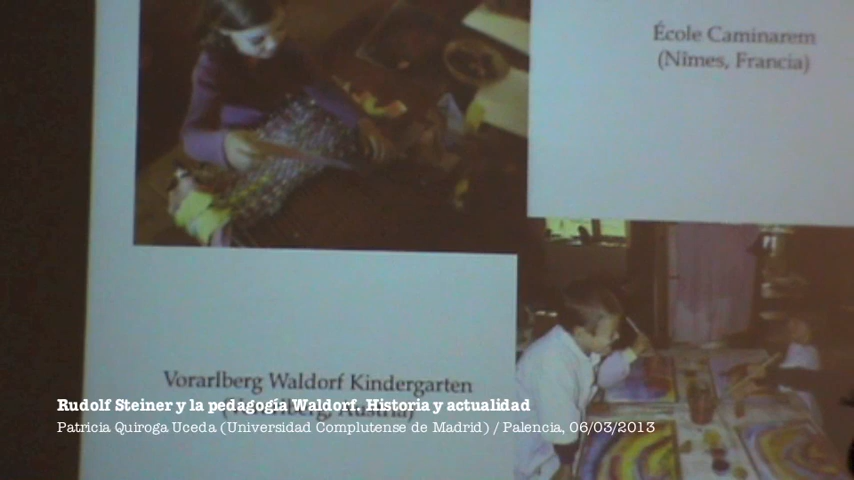 École Caminarem
(Nîmes, Francia)
Vorarlberg Waldorf Kindergarten
Rudolf Steiner y la pedagogía Waldorf. Historia y actualidad
Patricia Quiroga Uceda (Universidad Complutense de Madrid) / Palencia, 06/03/2013